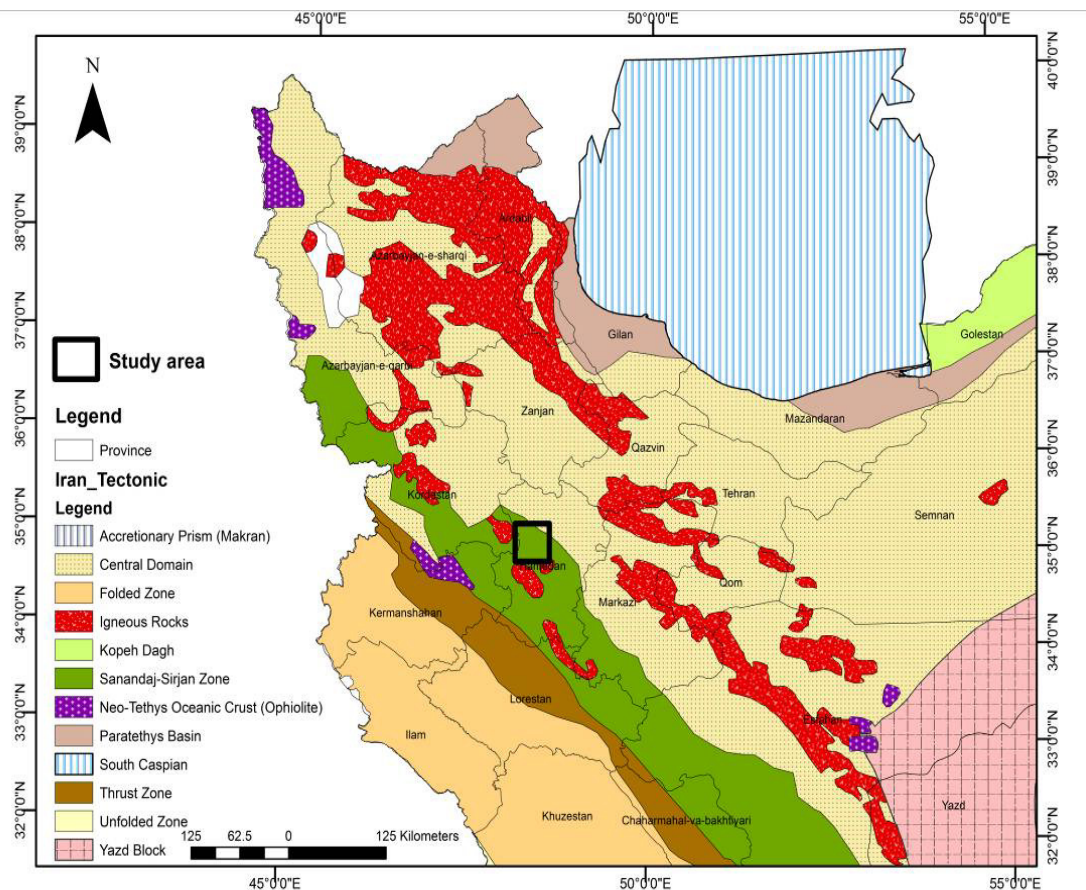 45°0'0"E 50°0'0"E 55°0'0"E
N
40°0'0"N
39°0'0"N
39°0'0"N
38°0'0"N
38°0'0"N
37°0'0"N
37°0'0"N
36°0'0"N
36°0'0"N
35°0'0"N
35°0'0"N
34°0'0"N
34°0'0"N
33°0'0"N
33°0'0"N
32°0'0"N
32°0'0"N
Ardabil
Azarbayjan-e-sharqi
Gilan
Golestan
Azarbayjan-e-qarbi
Mazandaran
Zanjan
Qazvin
Tehran
Semnan
Kordestan
Qom
Markazi
Kermanshahan
Lorestan
Ilam
Esfahan
Yazd
Khuzestan
Chaharmahal-va-bakhtiyari
Study area
Legend
Province
Iran_Tectonic
Legend
Accretionary Prism (Makran)
Central Domain
Folded Zone
Igneous Rocks
Kopeh Dagh
Sanandaj-Sirjan Zone
Neo-Tethys Oceanic Crust (Ophiolite)
Paratethys Basin
South Caspian
Thrust Zone
Unfolded Zone
Yazd Block
125 62.5 0 125 Kilometers
45°0'0"E 50°0'0"E 55°0'0"E